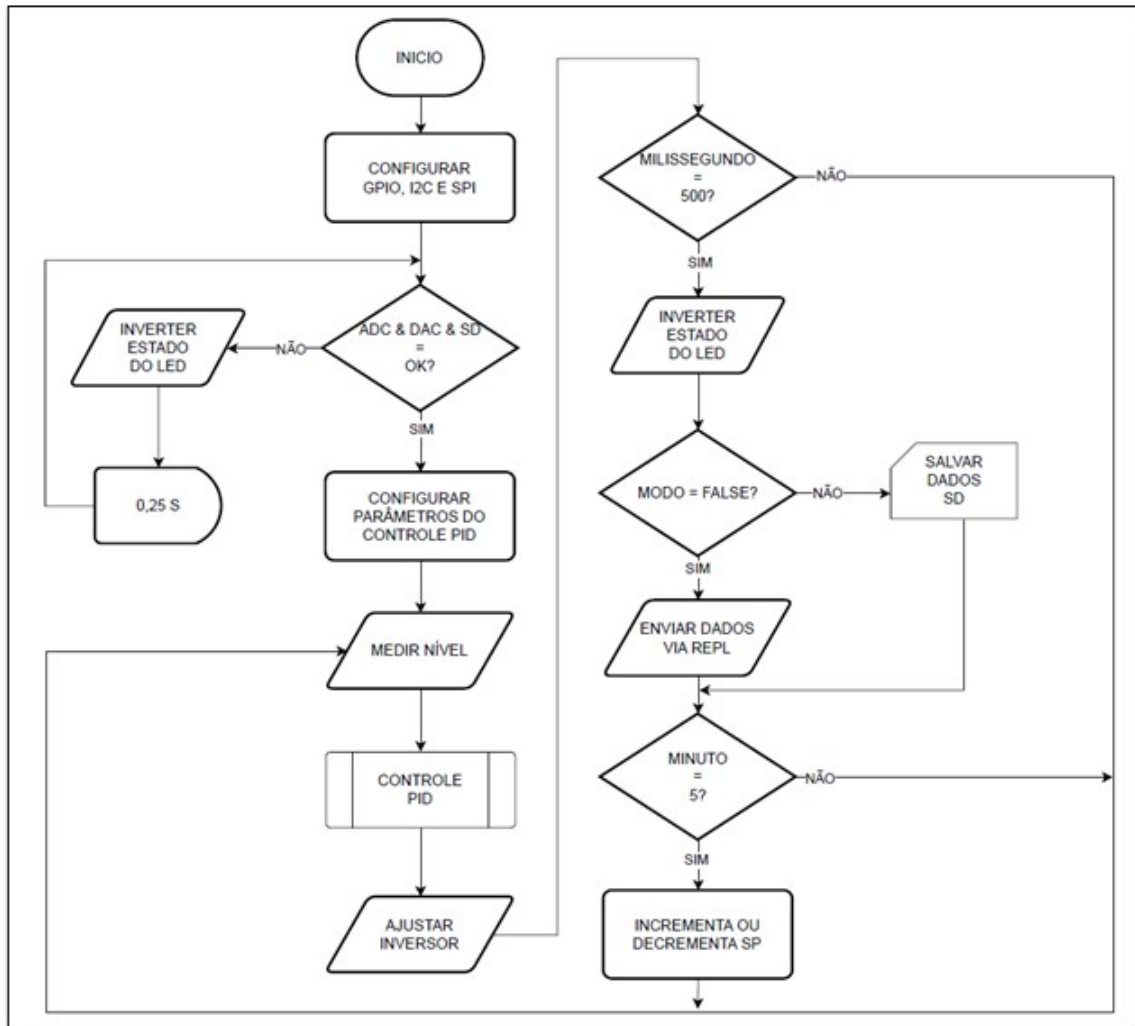 INICIO
CONFIGURAR
GPIO, I2C E SPI
ADC & DAC & SD
=
OK?
NÃO
INVERTER
ESTADO
DO LED
0,25 S
SIM
CONFIGURAR
PARÂMETROS DO
CONTROLE PID
MEDIR NÍVEL
CONTROLE
PID
AJUSTAR
INVERSOR
MILISSEGUNDO
=
500?
NÃO
SIM
INVERTER
ESTADO
DO LED
MODO = FALSE?
NÃO
SALVAR
DADOS
SD
SIM
ENVIAR DADOS
VIA REPL
MINUTO
=
5?
NÃO
SIM
INCREMENTA OU
DECREMENTA SP